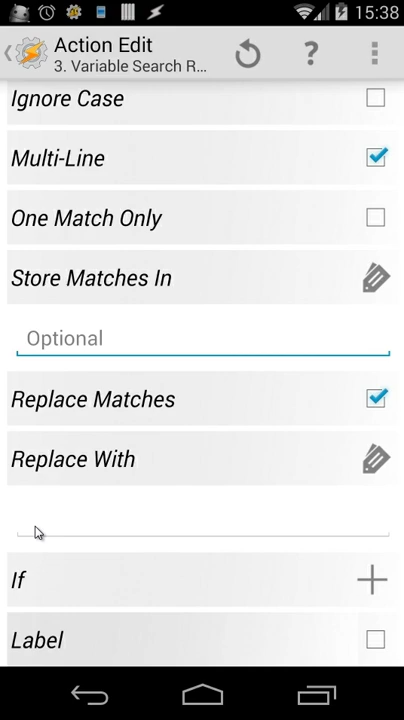 15:38
Action Edit
3. Variable Search R...
Ignore Case
Multi-Line
One Match Only
Store Matches In
Optional
Replace Matches
Replace With
If
Label